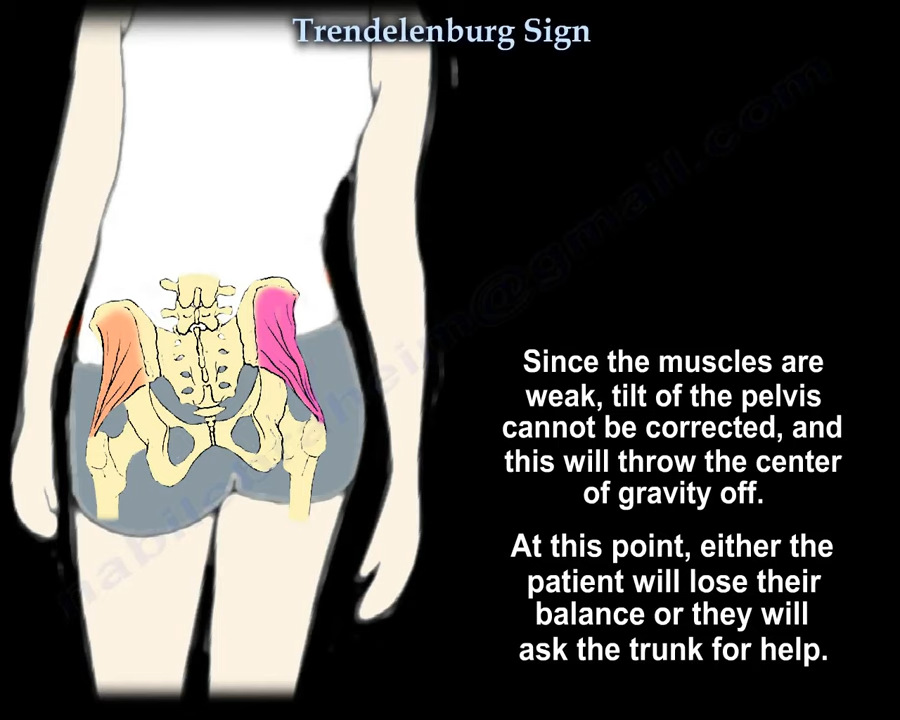 Trendelenburg Sign
Since the muscles are
weak, tilt of the pelvis
cannot be corrected, and
this will throw the center
of gravity off.
At this point, either the
patient will lose their
balance or they will
ask the trunk for help.